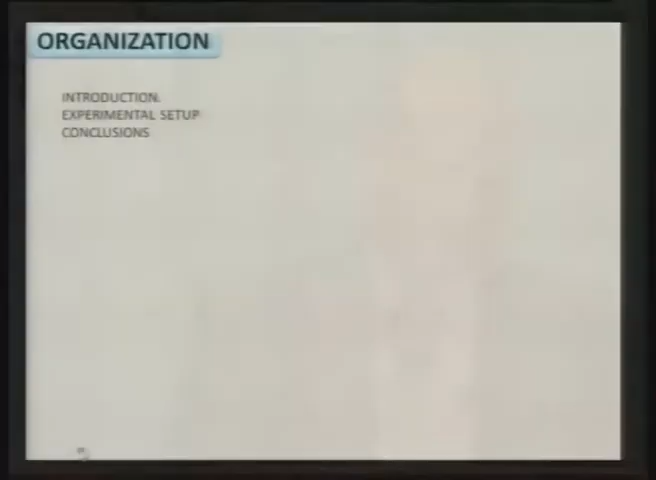 ORGANIZATION
INTRODUCTION.
EXPERIMENTAL SETUP
CONCLUSIONS